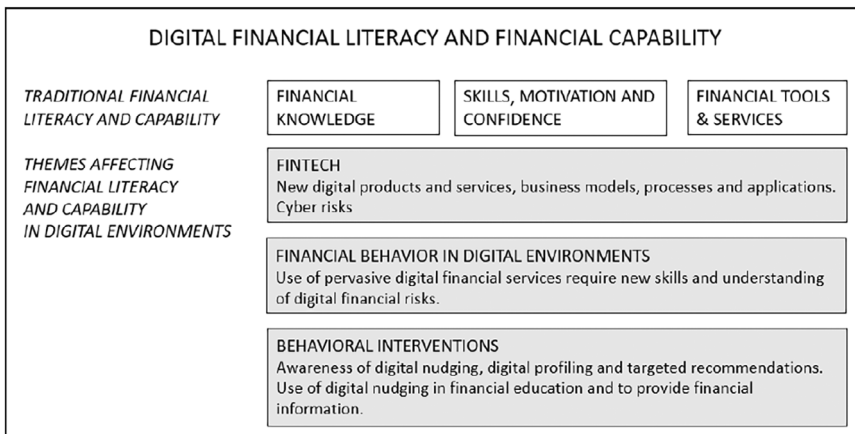 DIGITAL FINANCIAL LITERACY AND FINANCIAL CAPABILITY
TRADITIONAL FINANCIAL
LITERACY AND CAPABILITY
FINANCIAL
KNOWLEDGE
SKILLS, MOTIVATION AND
CONFIDENCE
FINANCIAL TOOLS
& SERVICES
THEMES AFFECTING
FINANCIAL LITERACY
AND CAPABILITY
IN DIGITAL ENVIRONMENTS
FINTECH
New digital products and services, business models, processes and applications.
Cyber risks
FINANCIAL BEHAVIOR IN DIGITAL ENVIRONMENTS
Use of pervasive digital financial services require new skills and understanding
of digital financial risks.
BEHAVIORAL INTERVENTIONS
Awareness of digital nudging, digital profiling and targeted recommendations.
Use of digital nudging in financial education and to provide financial
information.